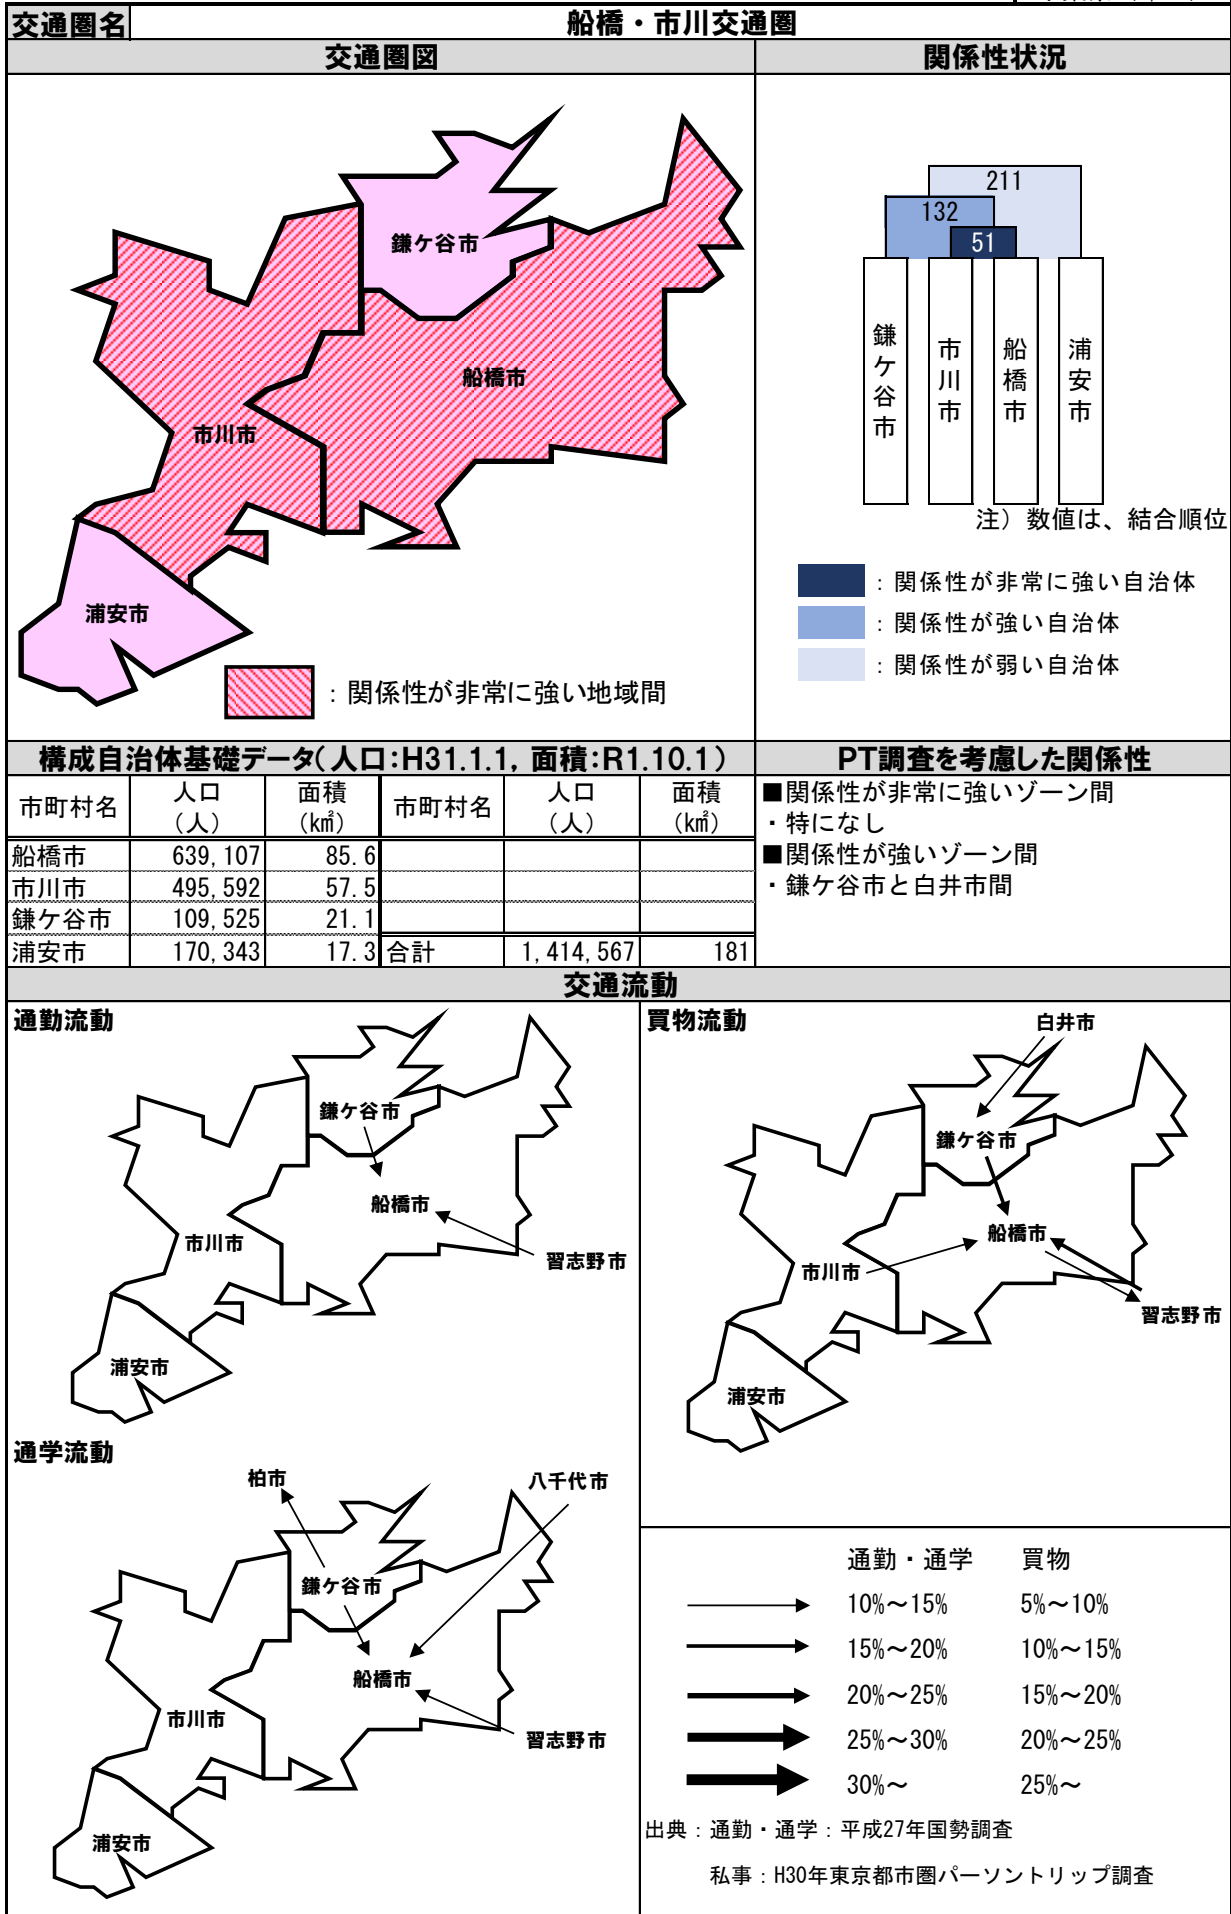 交通圏名
船橋・市川交通圏
交通圏図
関係性状況
鎌ケ谷市
船橋市
市川市
浦安市
：関係性が非常に強い地域間
211
132
51
鎌ケ谷市
市川市
船橋市
浦安市
注）数値は、結合順位
：関係性が非常に強い自治体
：関係性が強い自治体
：関係性が弱い自治体
構成自治体基礎データ(人口:H31.1.1, 面積:R1.10.1)
市町村名 人口（人） 面積（km²） 市町村名 人口（人） 面積（km²）
船橋市 639,107 85.6
市川市 495,592 57.5
鎌ケ谷市 109,525 21.1
浦安市 170,343 17.3 合計 1,414,567 181
PT調査を考慮した関係性
■関係性が非常に強いゾーン間
・特になし
■関係性が強いゾーン間
・鎌ケ谷市と白井市間
交通流動
通勤流動
鎌ケ谷市
船橋市
市川市
習志野市
浦安市
買物流動
白井市
鎌ケ谷市
船橋市
市川市
習志野市
浦安市
通学流動
柏市
八千代市
鎌ケ谷市
船橋市
市川市
習志野市
浦安市
通勤・通学 買物
10%～15% 5%～10%
15%～20% 10%～15%
20%～25% 15%～20%
25%～30% 20%～25%
30%～ 25%～
出典：通勤・通学：平成27年国勢調査
私事：H30年東京都市圏パーソントリップ調査